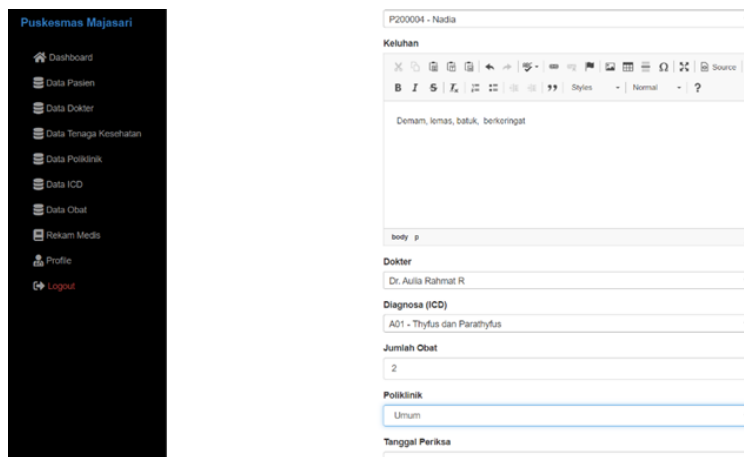 Puskesmas Majasari
Dashboard
Data Pasien
Data Dokter
Data Tenaga Kesehatan
Data Poliklinik
Data ICD
Data Obat
Rekam Medis
Profile
Logout
P200004 - Nadia
Keluhan
Source
B I S Ix Styles Normal ?
Demam, lemas, batuk, berkeringat
body p
Dokter
Dr. Aulia Rahmat R
Diagnosa (ICD)
A01 - Thyfus dan Parathyfus
Jumlah Obat
2
Poliklinik
Umum
Tanggal Periksa